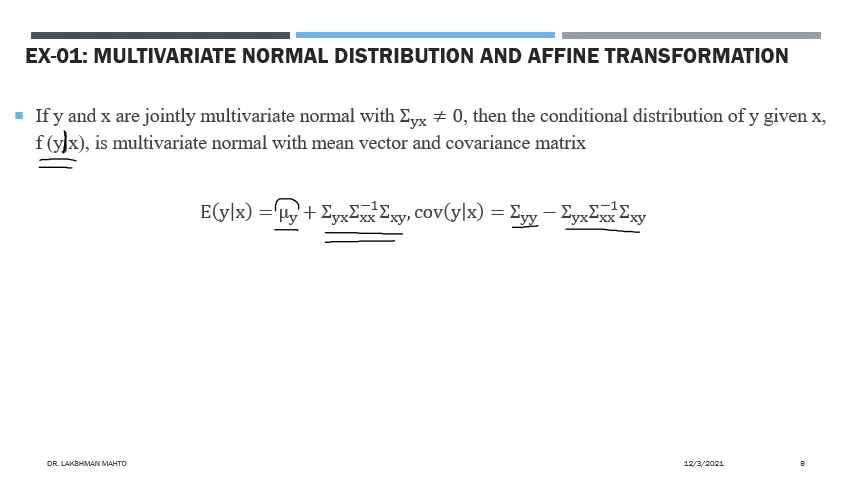 EX-01: MULTIVARIATE NORMAL DISTRIBUTION AND AFFINE TRANSFORMATION
If y and x are jointly multivariate normal with Σyx ≠ 0, then the conditional distribution of y given x,
f (y|x), is multivariate normal with mean vector and covariance matrix
E(y|x) = μy + ΣyxΣxx⁻¹Σxy, cov(y|x) = Σyy − ΣyxΣxx⁻¹Σxy
DR. LAKSHMAN MAHTO 12/3/2021 9